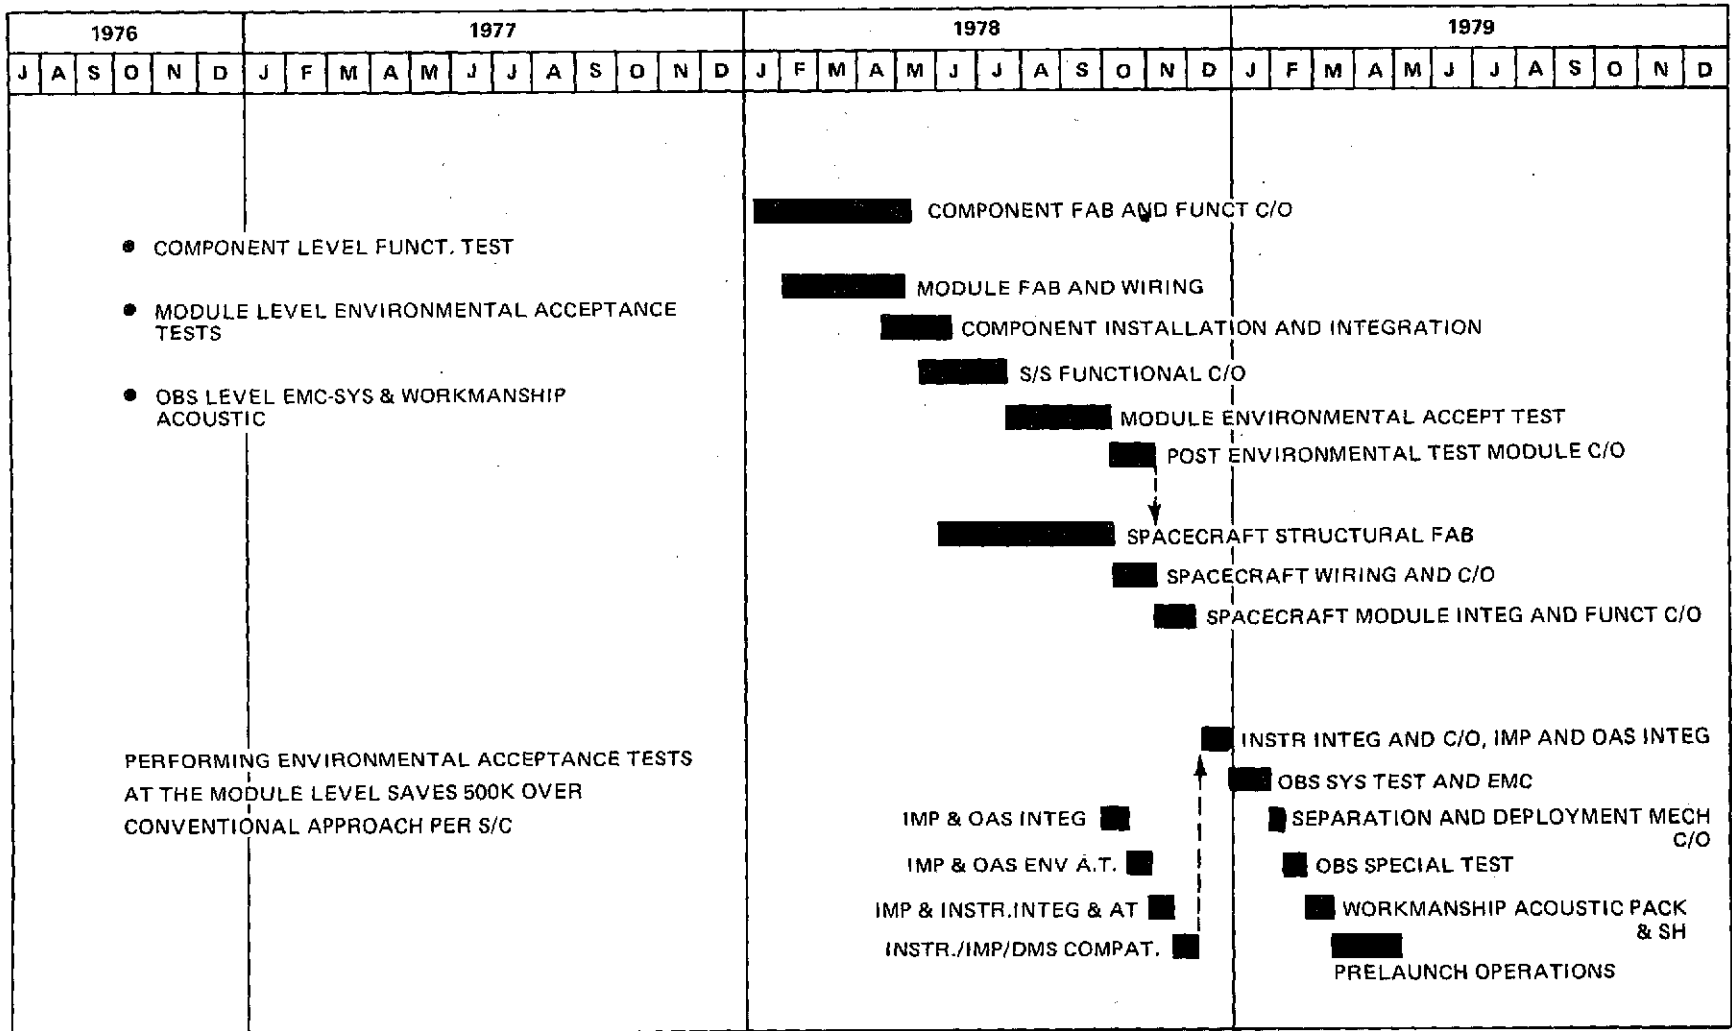 1976 1977 1978 1979
J A S O N D J F M A M J J A S O N D J F M A M J J A S O N D J F M A M J J A S O N D
COMPONENT FAB AND FUNCT C/O
● COMPONENT LEVEL FUNCT. TEST
MODULE FAB AND WIRING
● MODULE LEVEL ENVIRONMENTAL ACCEPTANCE
TESTS
COMPONENT INSTALLATION AND INTEGRATION
S/S FUNCTIONAL C/O
● OBS LEVEL EMC-SYS & WORKMANSHIP
ACOUSTIC
MODULE ENVIRONMENTAL ACCEPT TEST
POST ENVIRONMENTAL TEST MODULE C/O
SPACECRAFT STRUCTURAL FAB
SPACECRAFT WIRING AND C/O
SPACECRAFT MODULE INTEG AND FUNCT C/O
INSTR INTEG AND C/O, IMP AND OAS INTEG
PERFORMING ENVIRONMENTAL ACCEPTANCE TESTS
AT THE MODULE LEVEL SAVES 500K OVER
CONVENTIONAL APPROACH PER S/C
OBS SYS TEST AND EMC
IMP & OAS INTEG
SEPARATION AND DEPLOYMENT MECH
C/O
IMP & OAS ENV A.T.
OBS SPECIAL TEST
IMP & INSTR.INTEG & AT
WORKMANSHIP ACOUSTIC PACK
& SH
INSTR./IMP/DMS COMPAT.
PRELAUNCH OPERATIONS